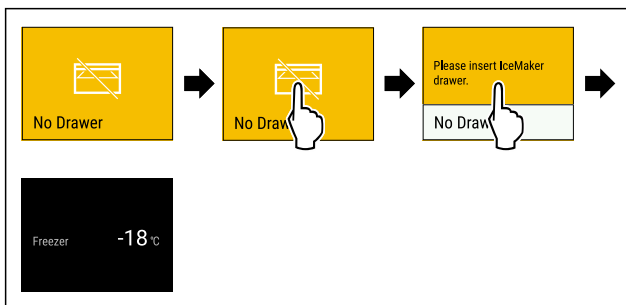 No Drawer
No Draw
Please insert IceMaker
drawer.
No Draw
Freezer -18 °C